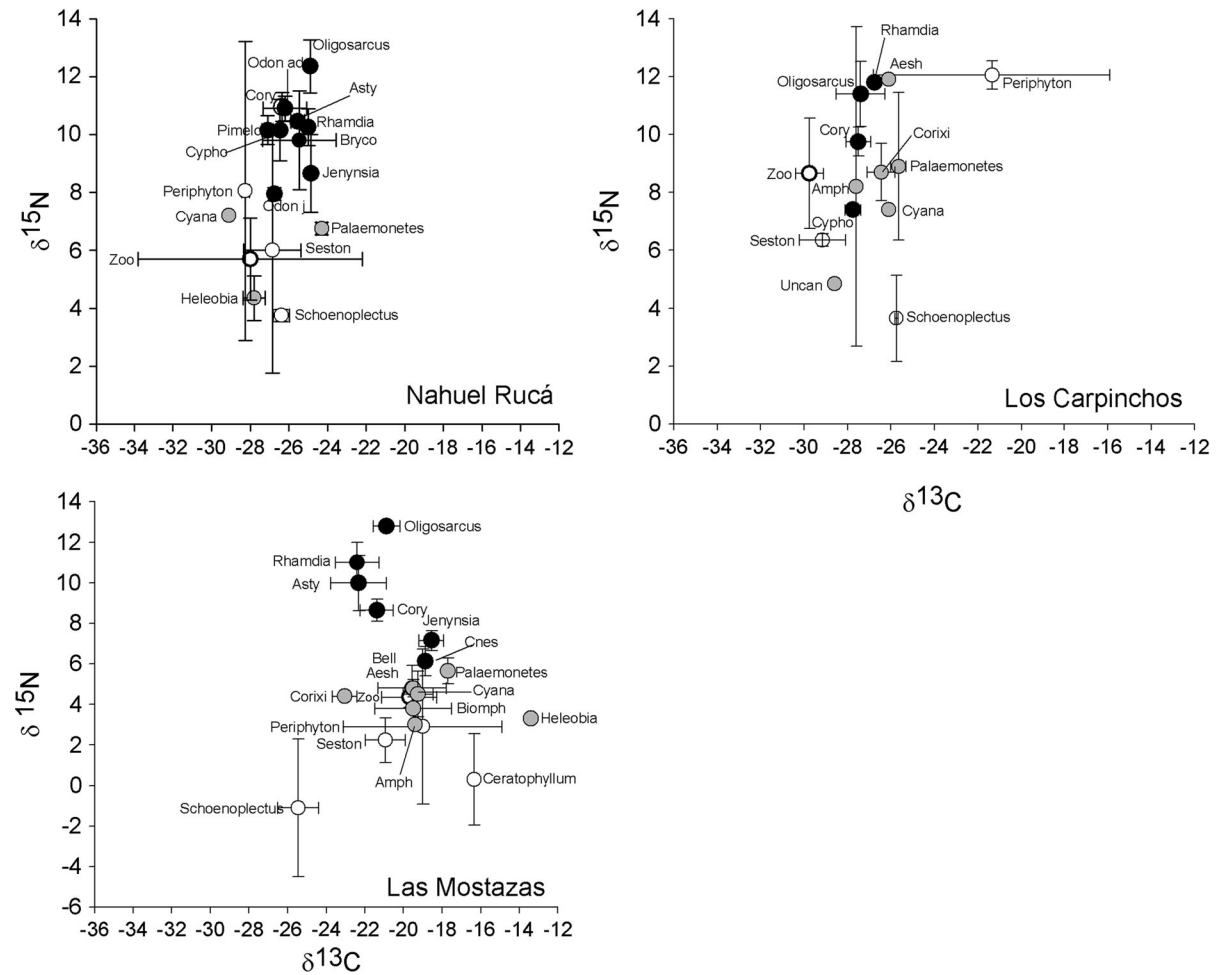 14
12
10
8
6
4
2
0
δ15N
-36 -34 -32 -30 -28 -26 -24 -22 -20 -18 -16 -14 -12
Oligosarcus
Odon ad
Cory
Asty
Pimelo
Rhamdia
Cypho
Bryco
Jenynsia
Periphyton
Odon j
Cyana
Palaemonetes
Seston
Zoo
Heleobia
Schoenoplectus
Nahuel Rucá
14
12
10
8
6
4
2
0
δ15N
-36 -34 -32 -30 -28 -26 -24 -22 -20 -18 -16 -14 -12
δ13C
Rhamdia
Aesh
Oligosarcus
Periphyton
Cory
Corixi
Zoo
Palaemonetes
Amph
Cypho
Cyana
Seston
Uncan
Schoenoplectus
Los Carpinchos
14
12
10
8
6
4
2
0
-2
-4
-6
δ 15N
-36 -34 -32 -30 -28 -26 -24 -22 -20 -18 -16 -14 -12
δ13C
Oligosarcus
Rhamdia
Asty
Cory
Jenynsia
Cnes
Bell
Aesh
Palaemonetes
Corixi
Zoo
Cyana
Biomph
Heleobia
Periphyton
Seston
Amph
Ceratophyllum
Schoenoplectus
Las Mostazas